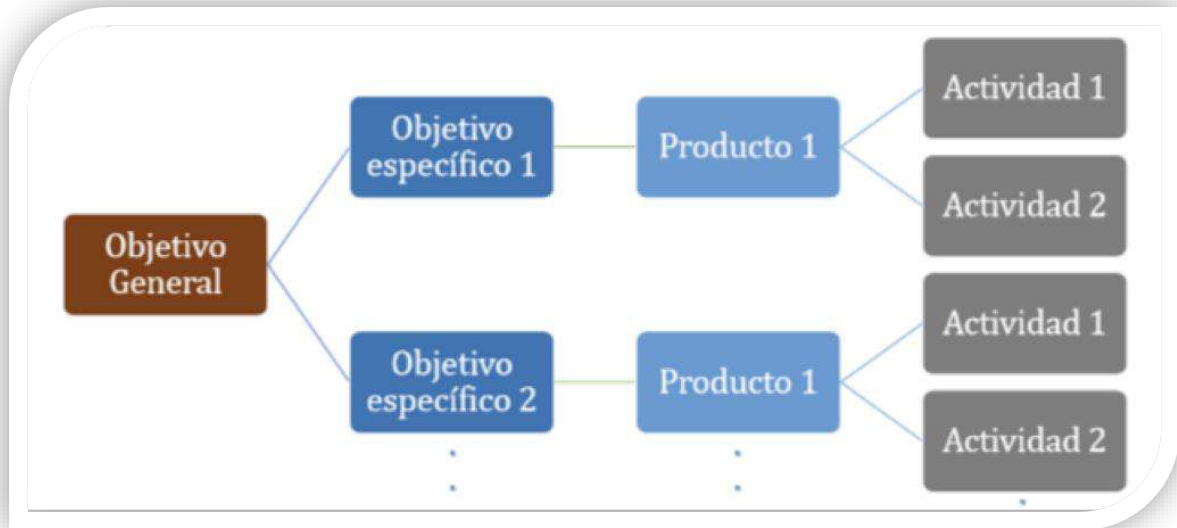 Objetivo
General
Objetivo
específico 1
Producto 1
Actividad 1
Actividad 2
Objetivo
específico 2
Producto 1
Actividad 1
Actividad 2